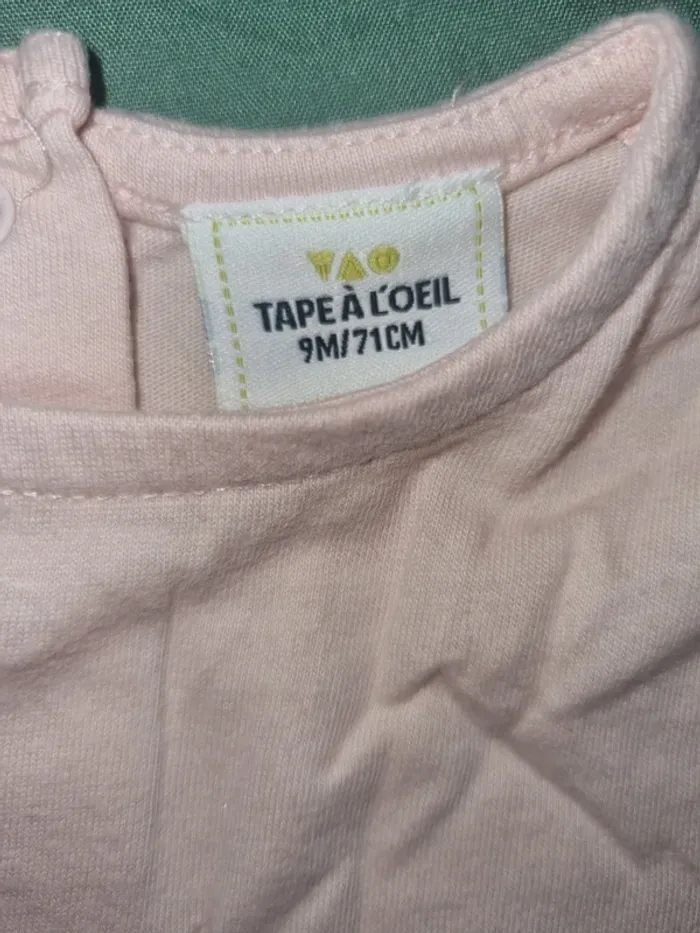 TAO
TAPE À L'OEIL
9M/71CM